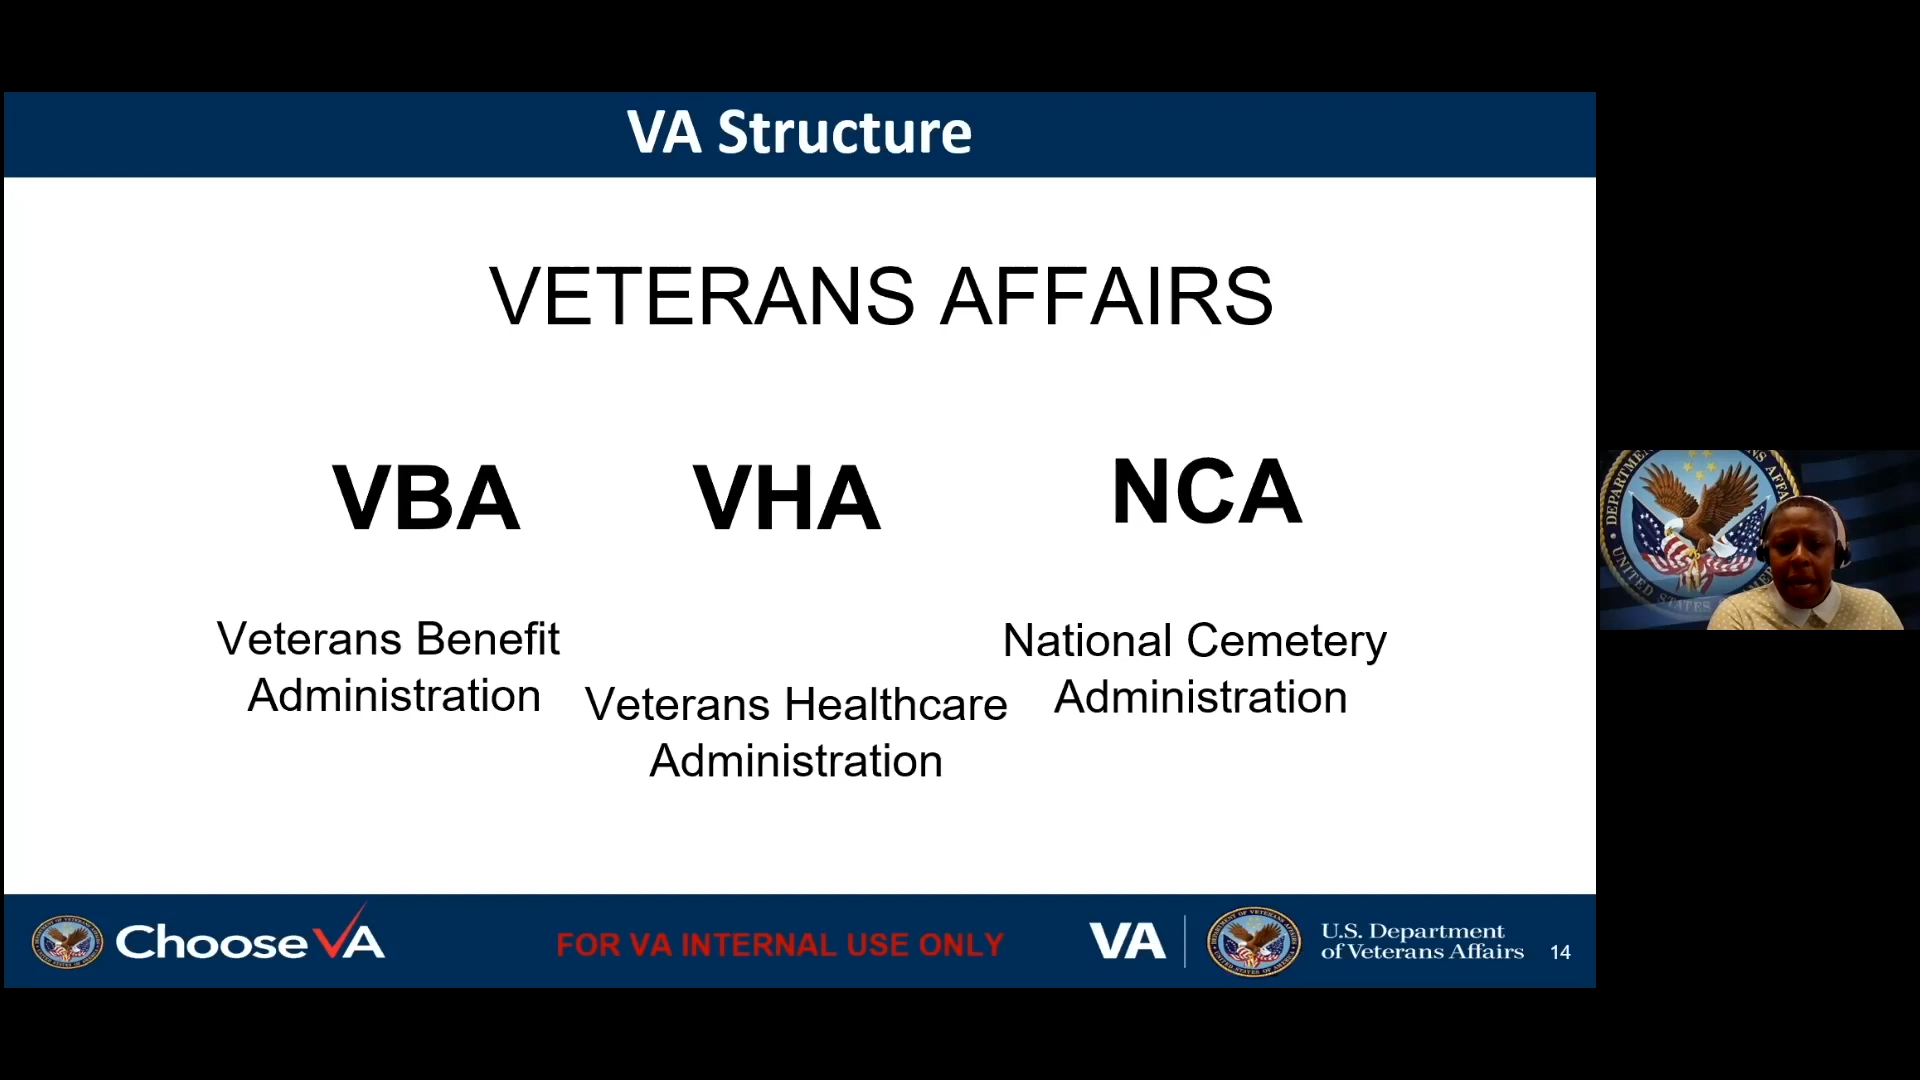 VA Structure
VETERANS AFFAIRS
VBA
VHA
NCA
Veterans Benefit
Administration
Veterans Healthcare
Administration
National Cemetery
Administration
Choose VA
FOR VA INTERNAL USE ONLY
VA
U.S. Department
of Veterans Affairs
14